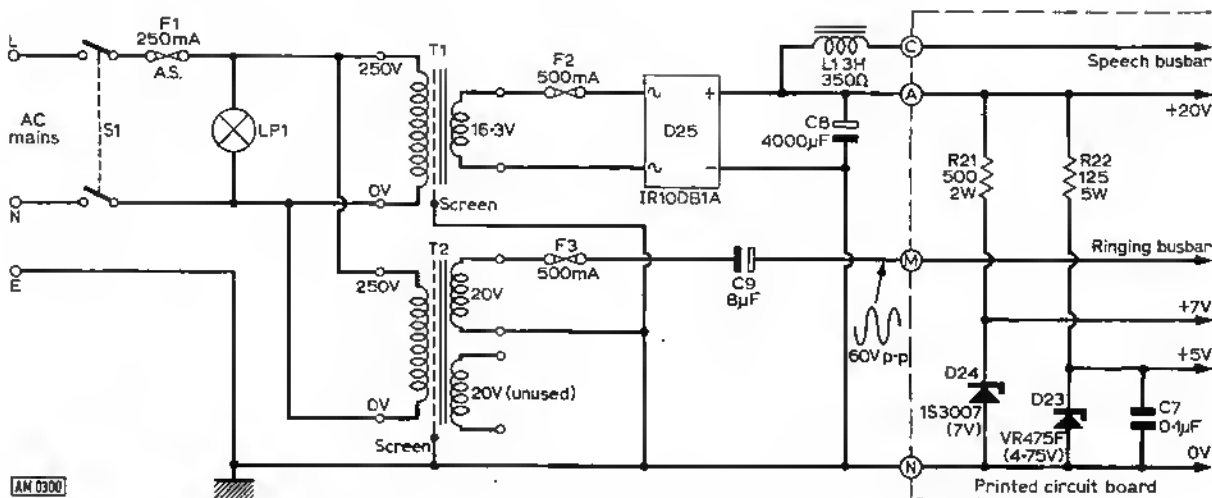 F1
250mA
A.S.
L
AC
mains
S1
LP1
N
E
250V
0V
T1
16·3V
Screen
F2
500mA
D25
IR10DB1A
L1 3H
350Ω
C8
4000µF
C
Speech busbar
A
+20V
R21
500
2W
R22
125
5W
250V
0V
T2
20V
20V (unused)
Screen
F3
500mA
C9
8µF
60V p-p
M
Ringing busbar
+7V
+5V
D24
1S3007
(7V)
D23
VR475F
(4·75V)
C7
0·1µF
0V
N
Printed circuit board
AM 0300